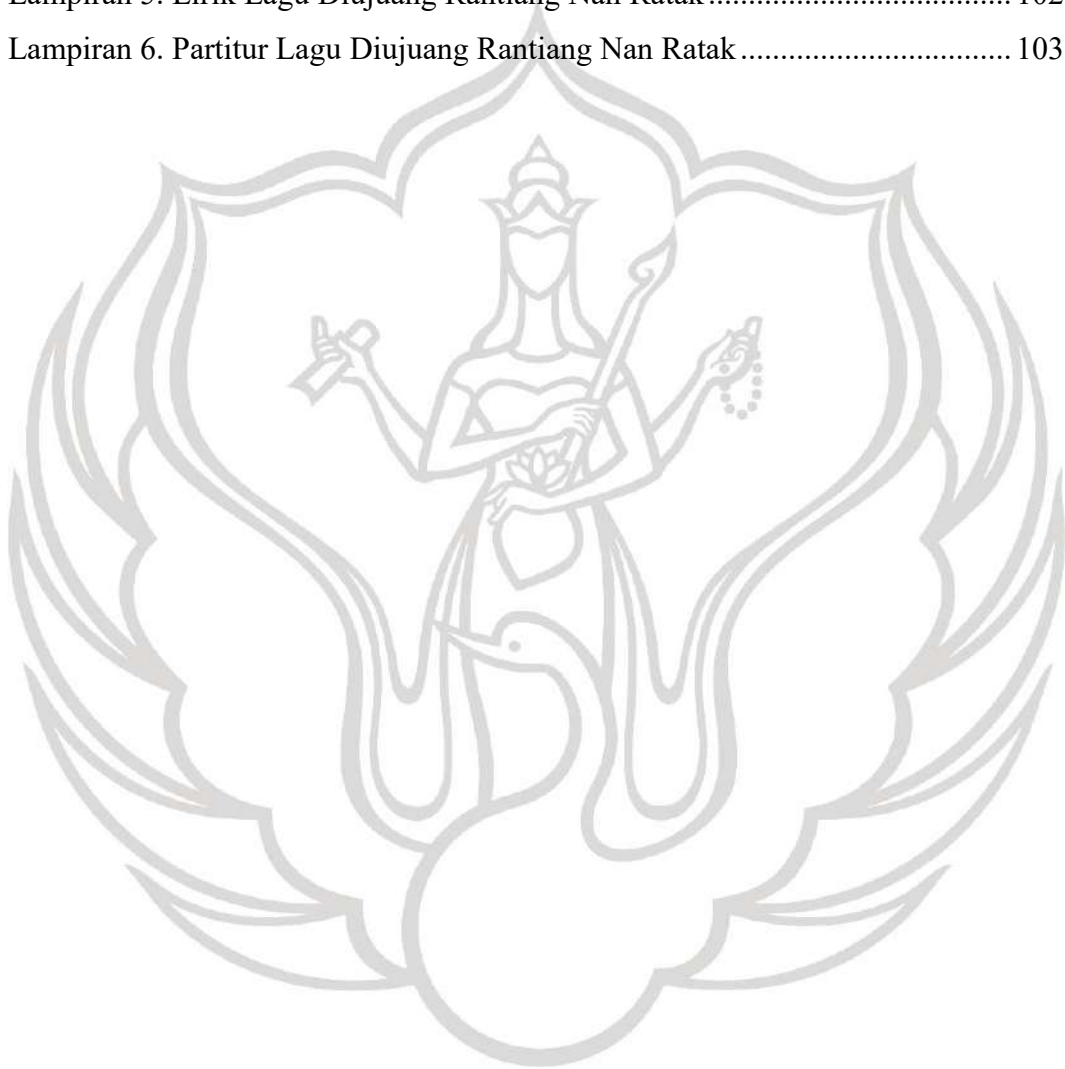 Lampiran 5. Lirik Lagu Diujuang Rantiang Nan Ratak ...................................... 102
Lampiran 6. Partitur Lagu Diujuang Rantiang Nan Ratak .................................. 103